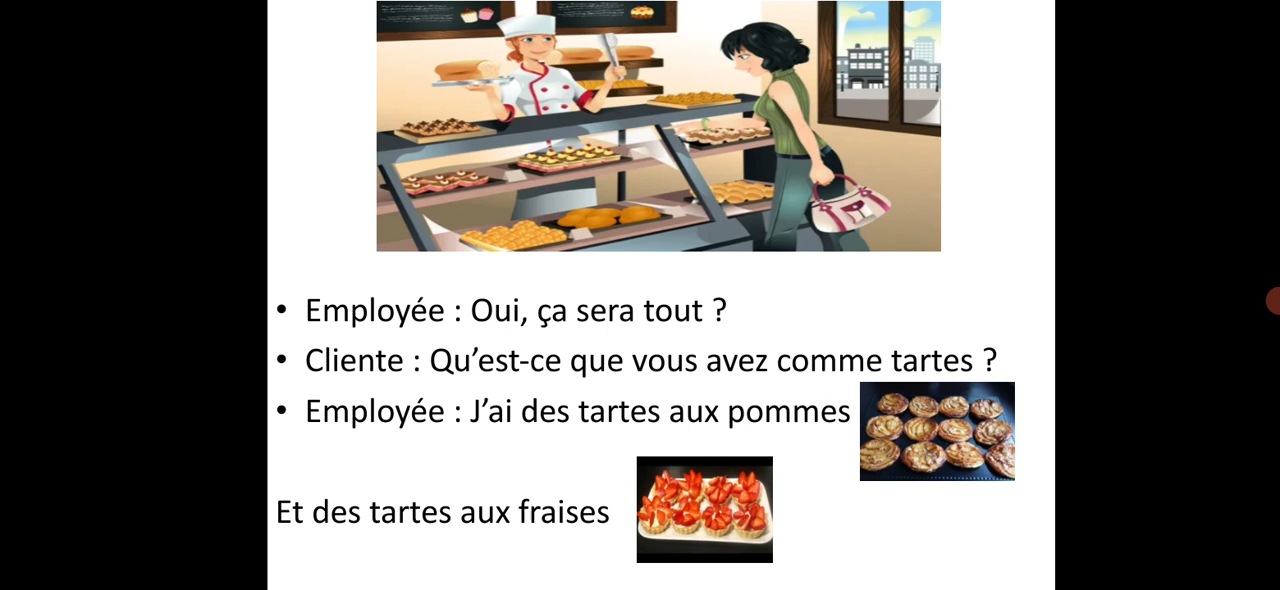 • Employée : Oui, ça sera tout ?
• Cliente : Qu’est-ce que vous avez comme tartes ?
• Employée : J’ai des tartes aux pommes
Et des tartes aux fraises